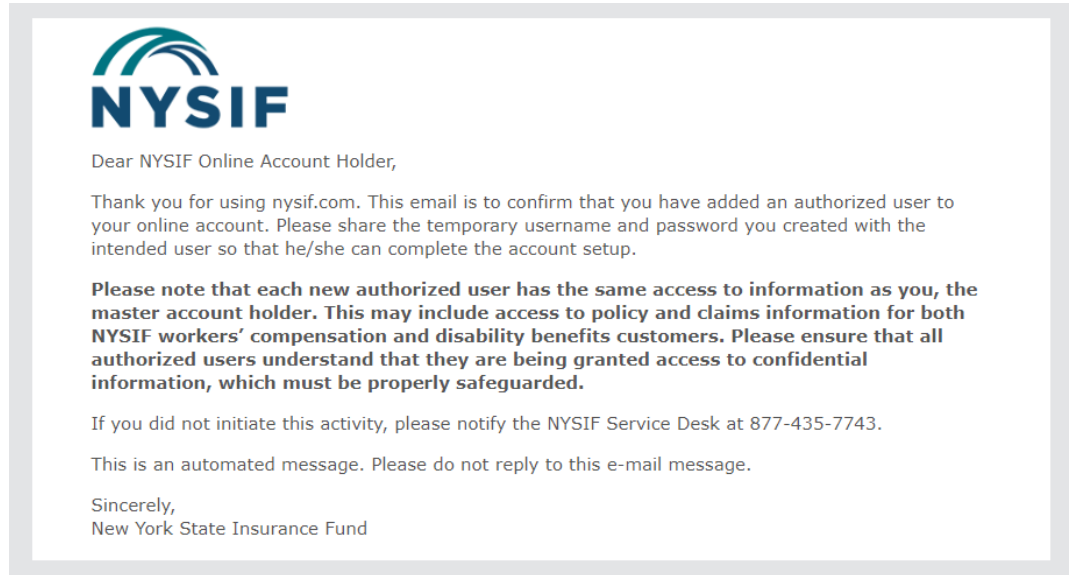 NYSIF
Dear NYSIF Online Account Holder,
Thank you for using nysif.com. This email is to confirm that you have added an authorized user to
your online account. Please share the temporary username and password you created with the
intended user so that he/she can complete the account setup.
Please note that each new authorized user has the same access to information as you, the
master account holder. This may include access to policy and claims information for both
NYSIF workers’ compensation and disability benefits customers. Please ensure that all
authorized users understand that they are being granted access to confidential
information, which must be properly safeguarded.
If you did not initiate this activity, please notify the NYSIF Service Desk at 877-435-7743.
This is an automated message. Please do not reply to this e-mail message.
Sincerely,
New York State Insurance Fund